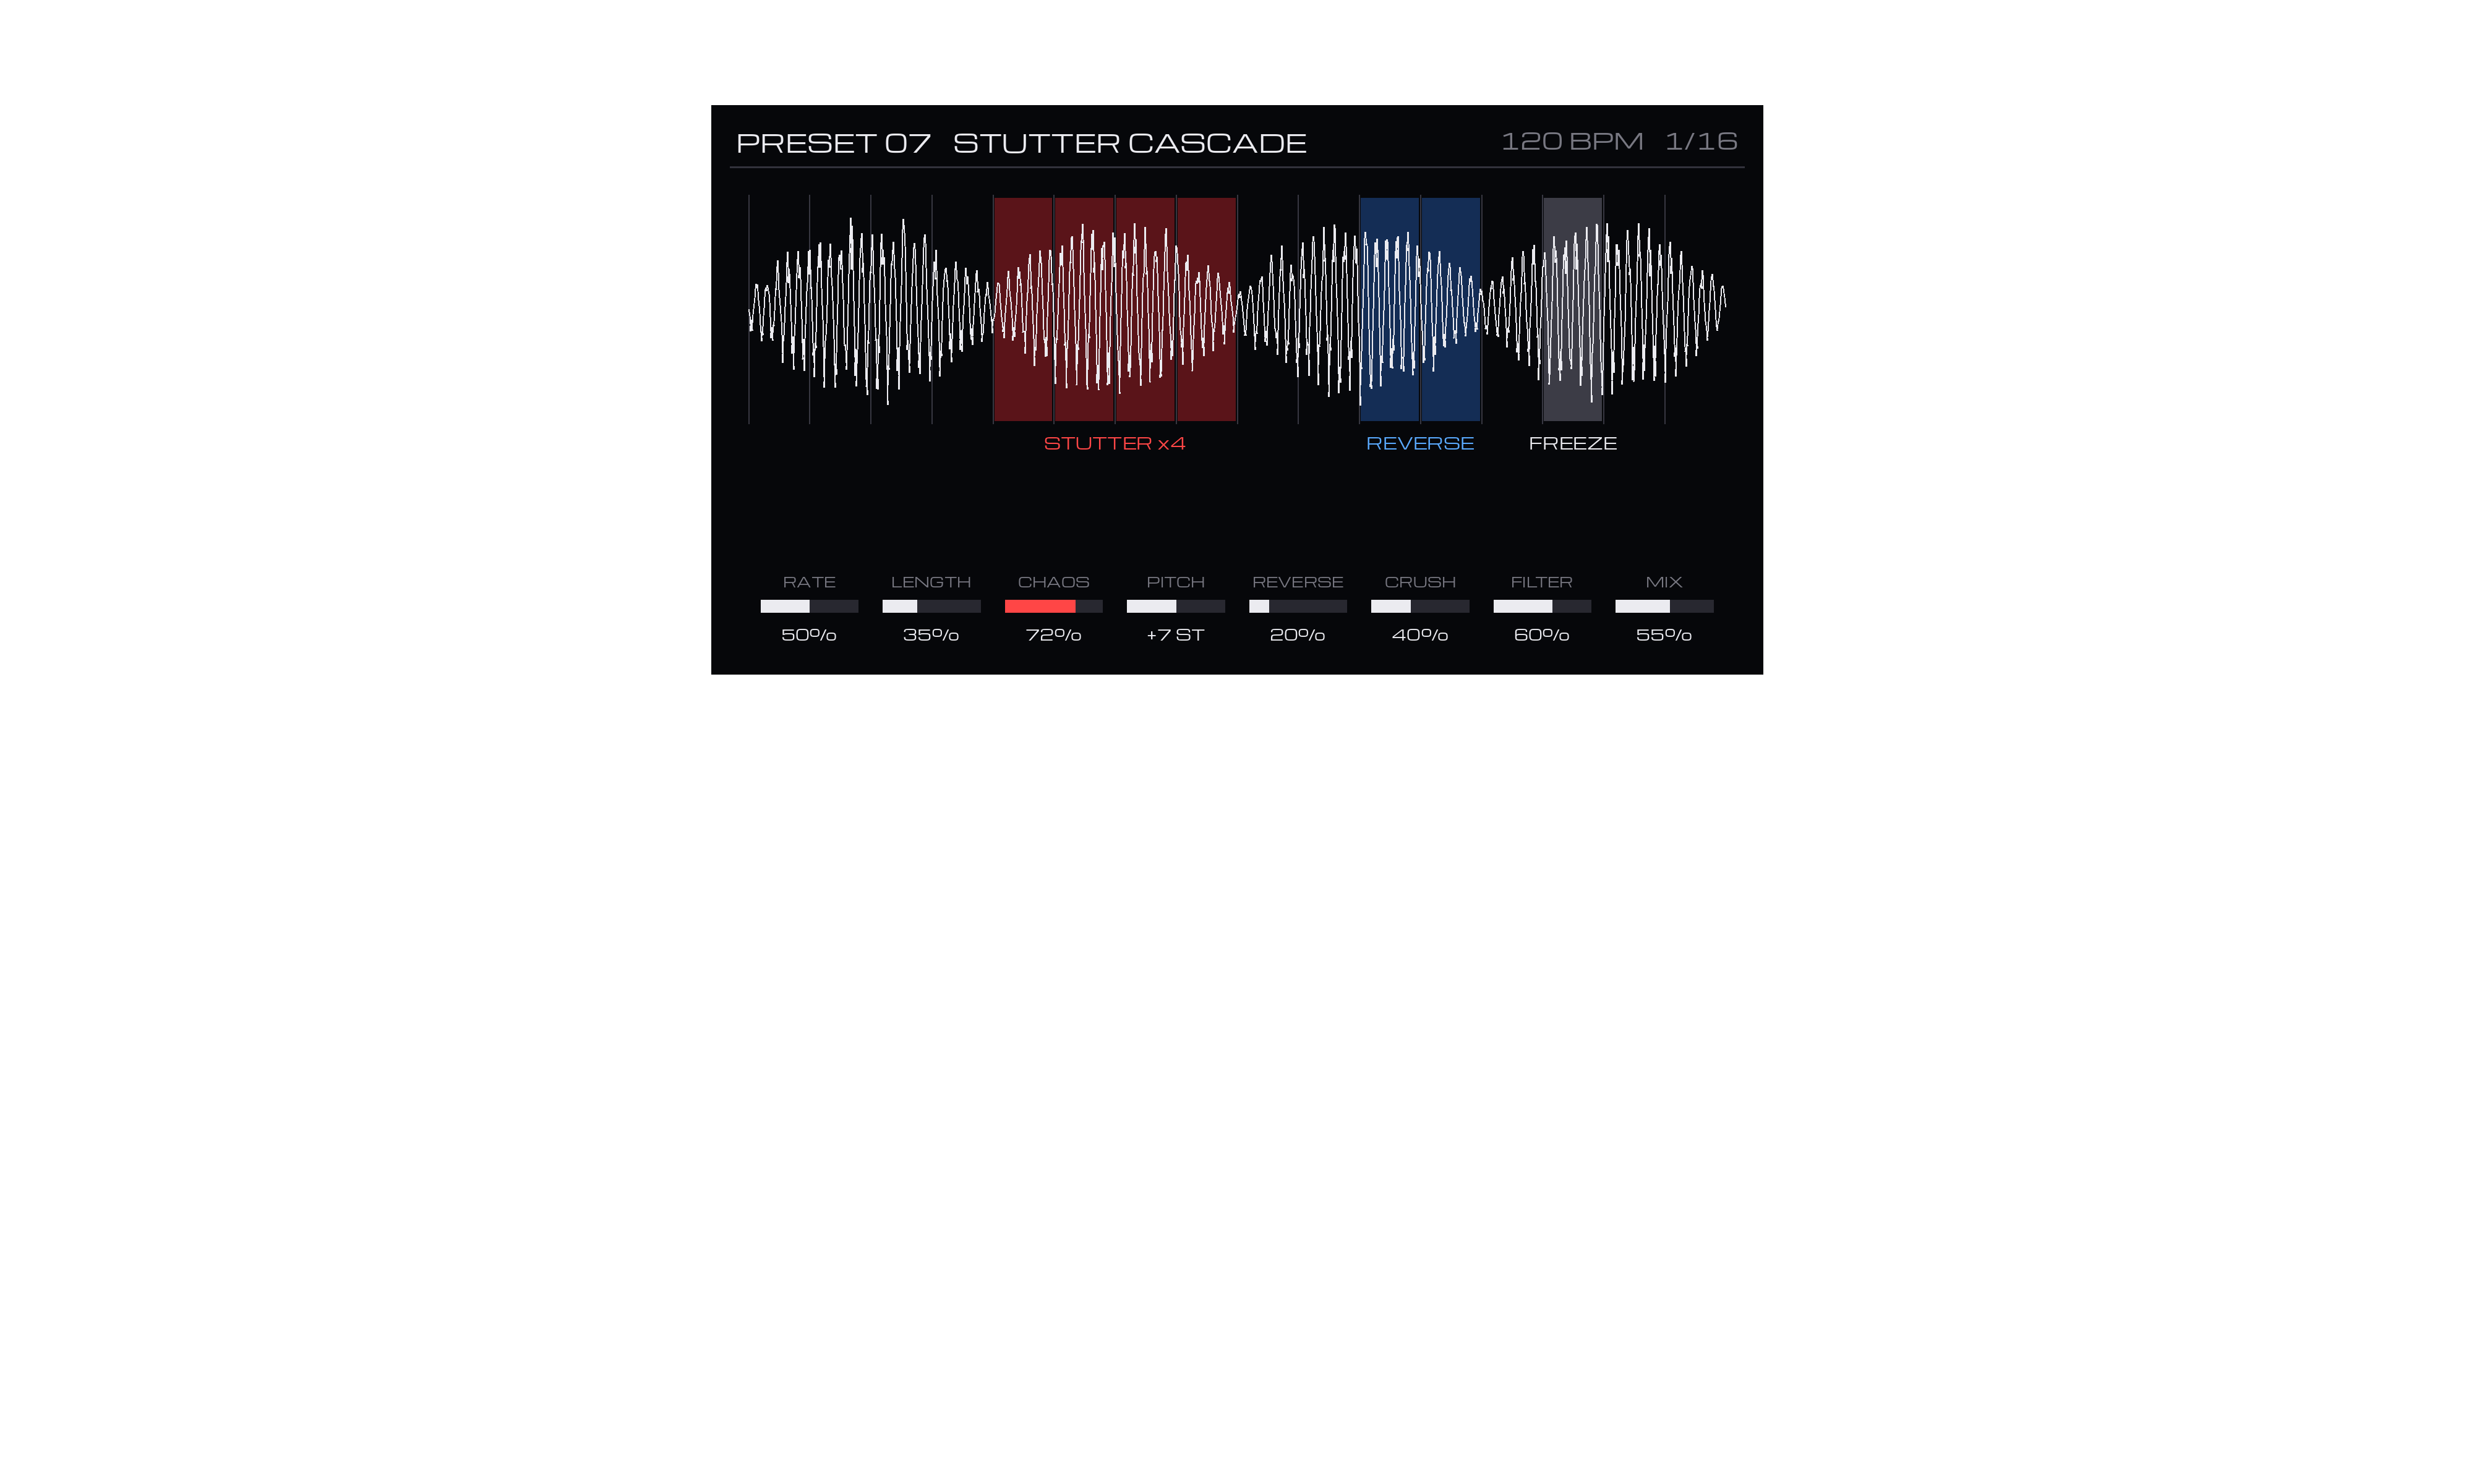 PRESET 07 STUTTER CASCADE 120 BPM 1/16
STUTTER x4 REVERSE FREEZE
RATE LENGTH CHAOS PITCH REVERSE CRUSH FILTER MIX
50% 35% 72% +7 ST 20% 40% 60% 55%